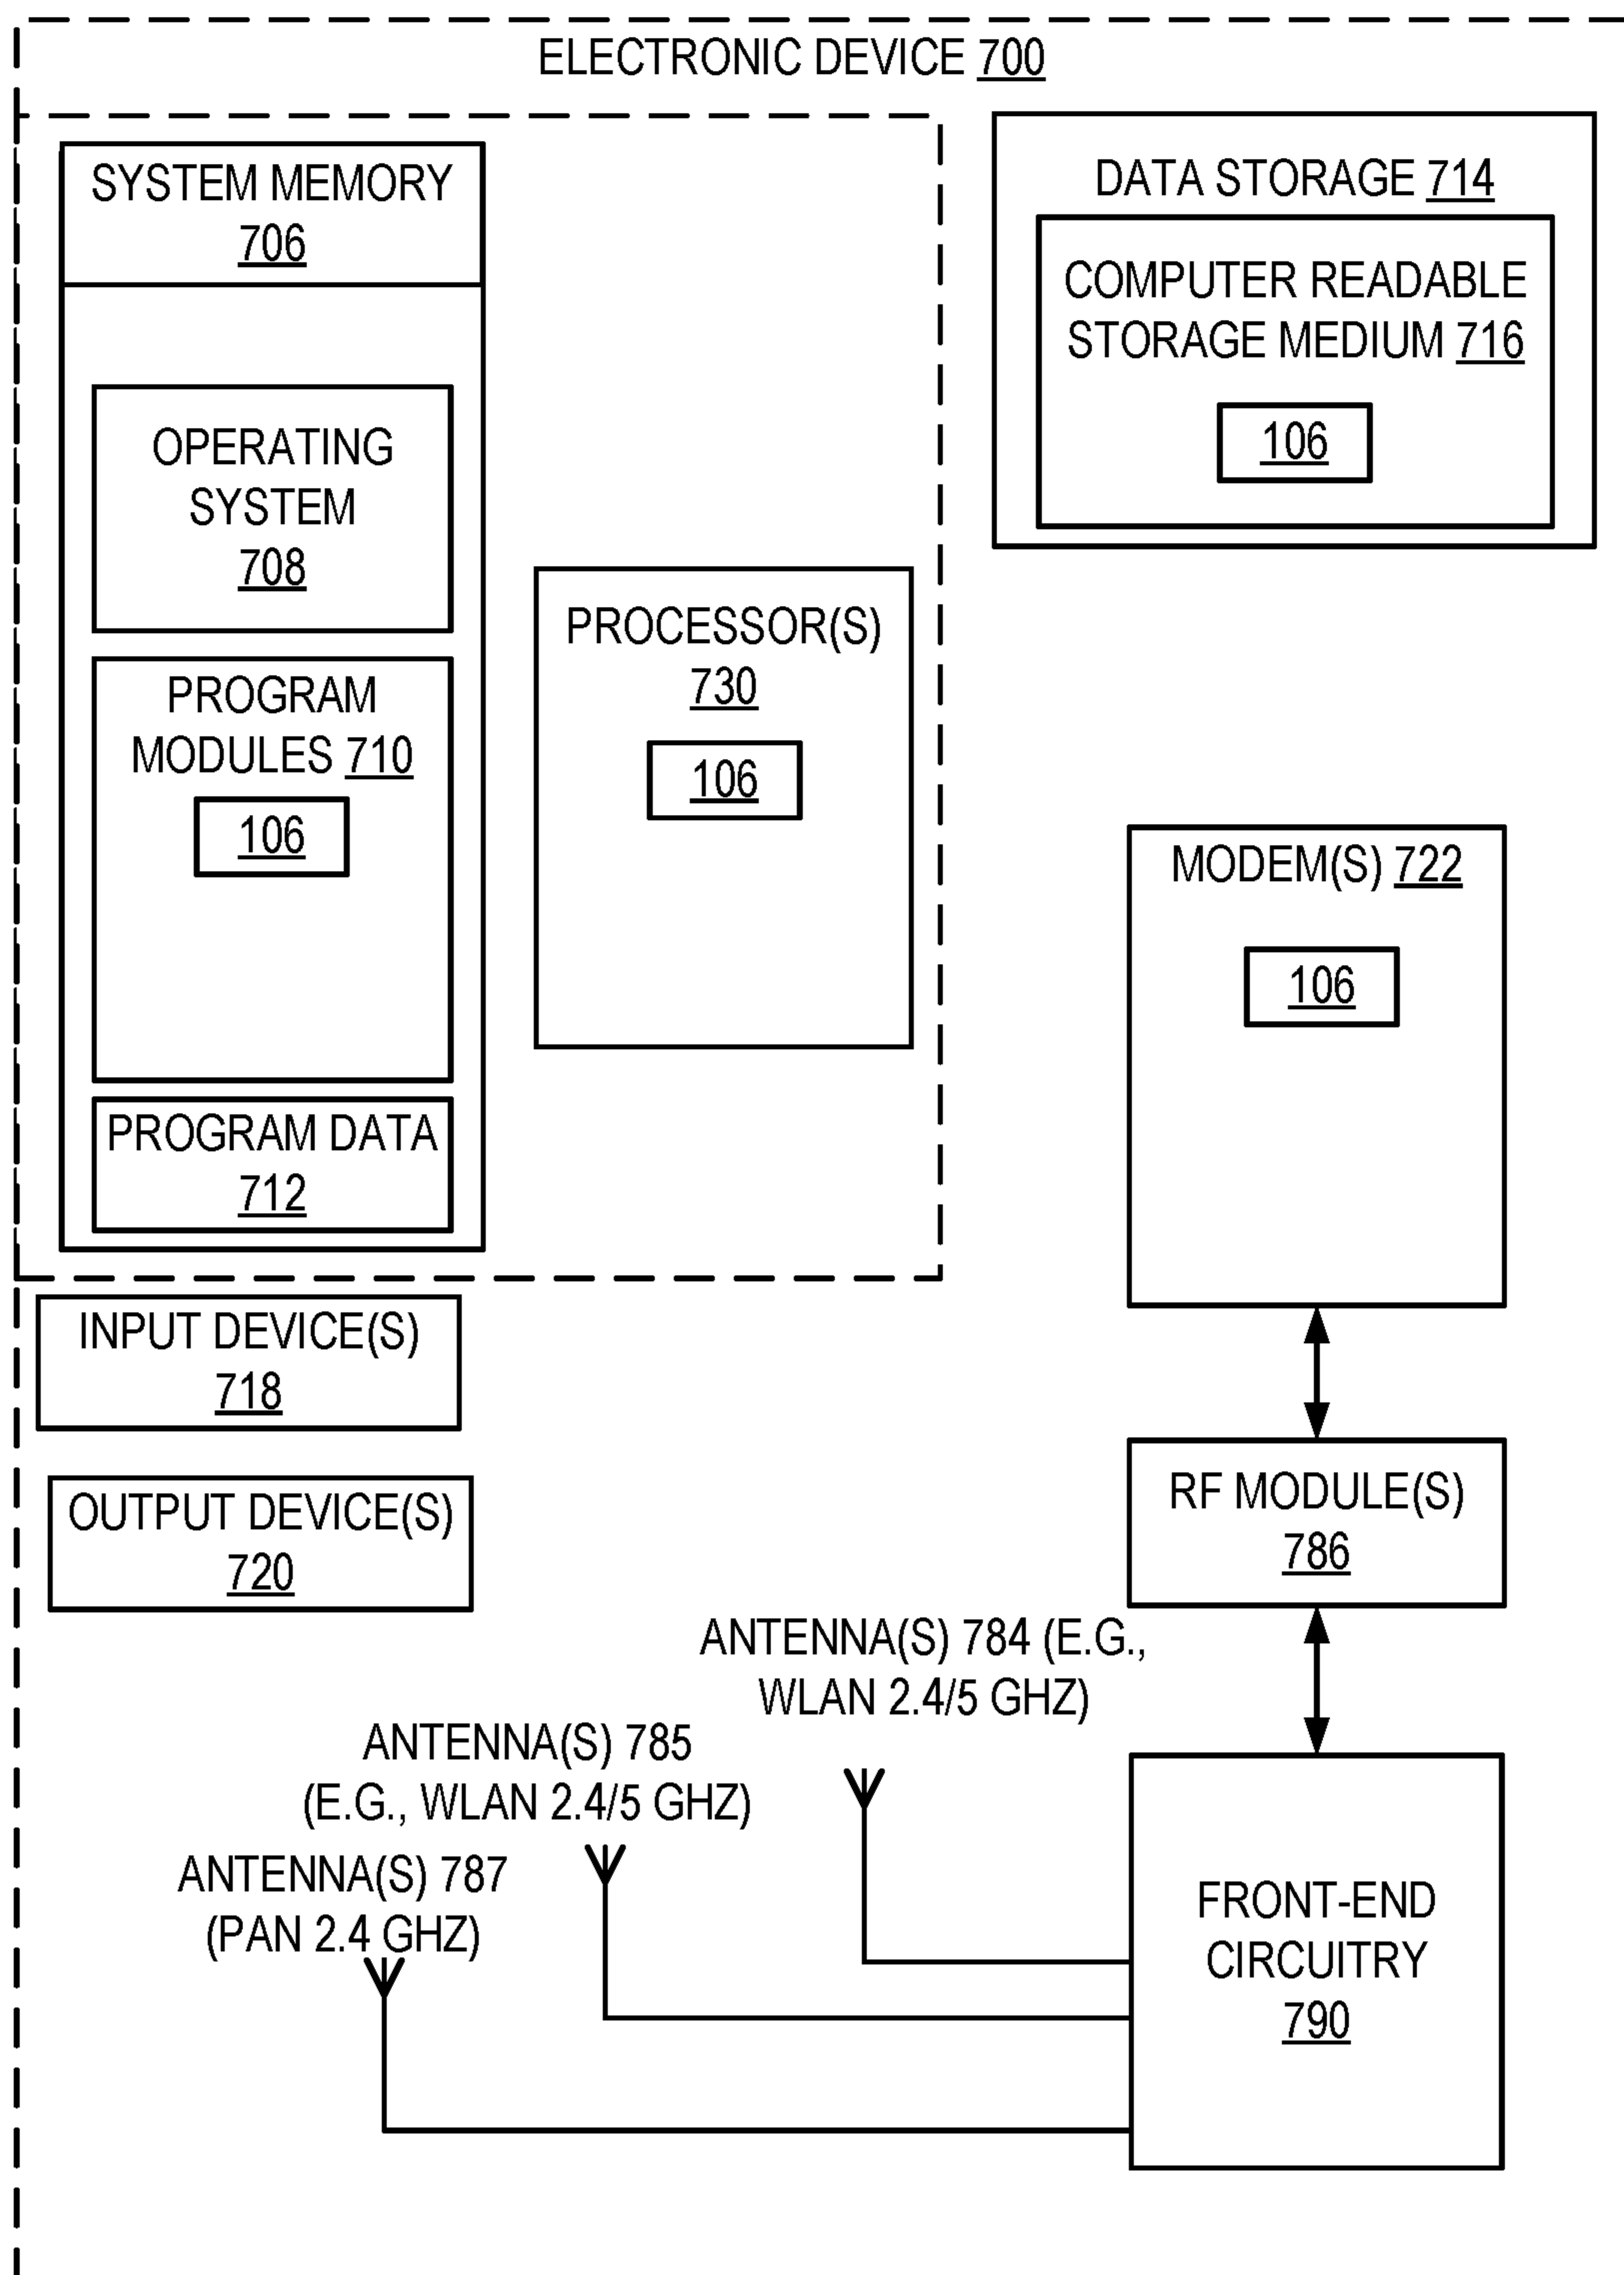 ELECTRONIC DEVICE 700
SYSTEM MEMORY
706
OPERATING
SYSTEM
708
PROGRAM
MODULES 710
106
PROGRAM DATA
712
PROCESSOR(S)
730
106
DATA STORAGE 714
COMPUTER READABLE
STORAGE MEDIUM 716
106
MODEM(S) 722
106
INPUT DEVICE(S)
718
OUTPUT DEVICE(S)
720
RF MODULE(S)
786
ANTENNA(S) 784 (E.G.,
WLAN 2.4/5 GHZ)
ANTENNA(S) 785
(E.G., WLAN 2.4/5 GHZ)
ANTENNA(S) 787
(PAN 2.4 GHZ)
FRONT-END
CIRCUITRY
790